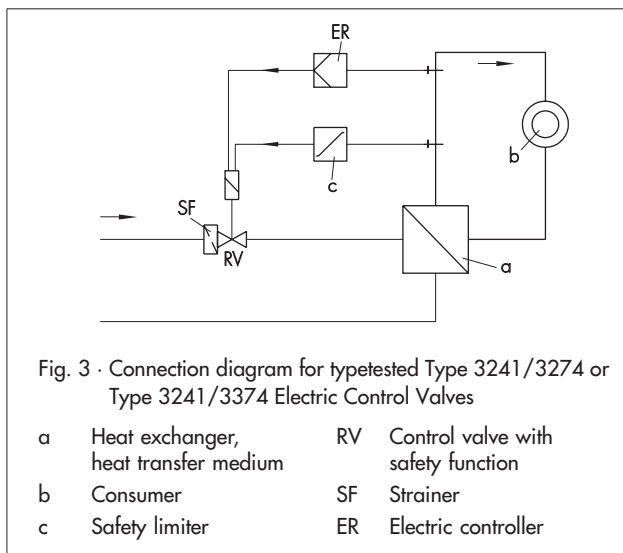 ER
c
b
SF
RV
a
Fig. 3 · Connection diagram for typetested Type 3241/3274 or
Type 3241/3374 Electric Control Valves
a Heat exchanger,
heat transfer medium
b Consumer
c Safety limiter
RV Control valve with
safety function
SF Strainer
ER Electric controller